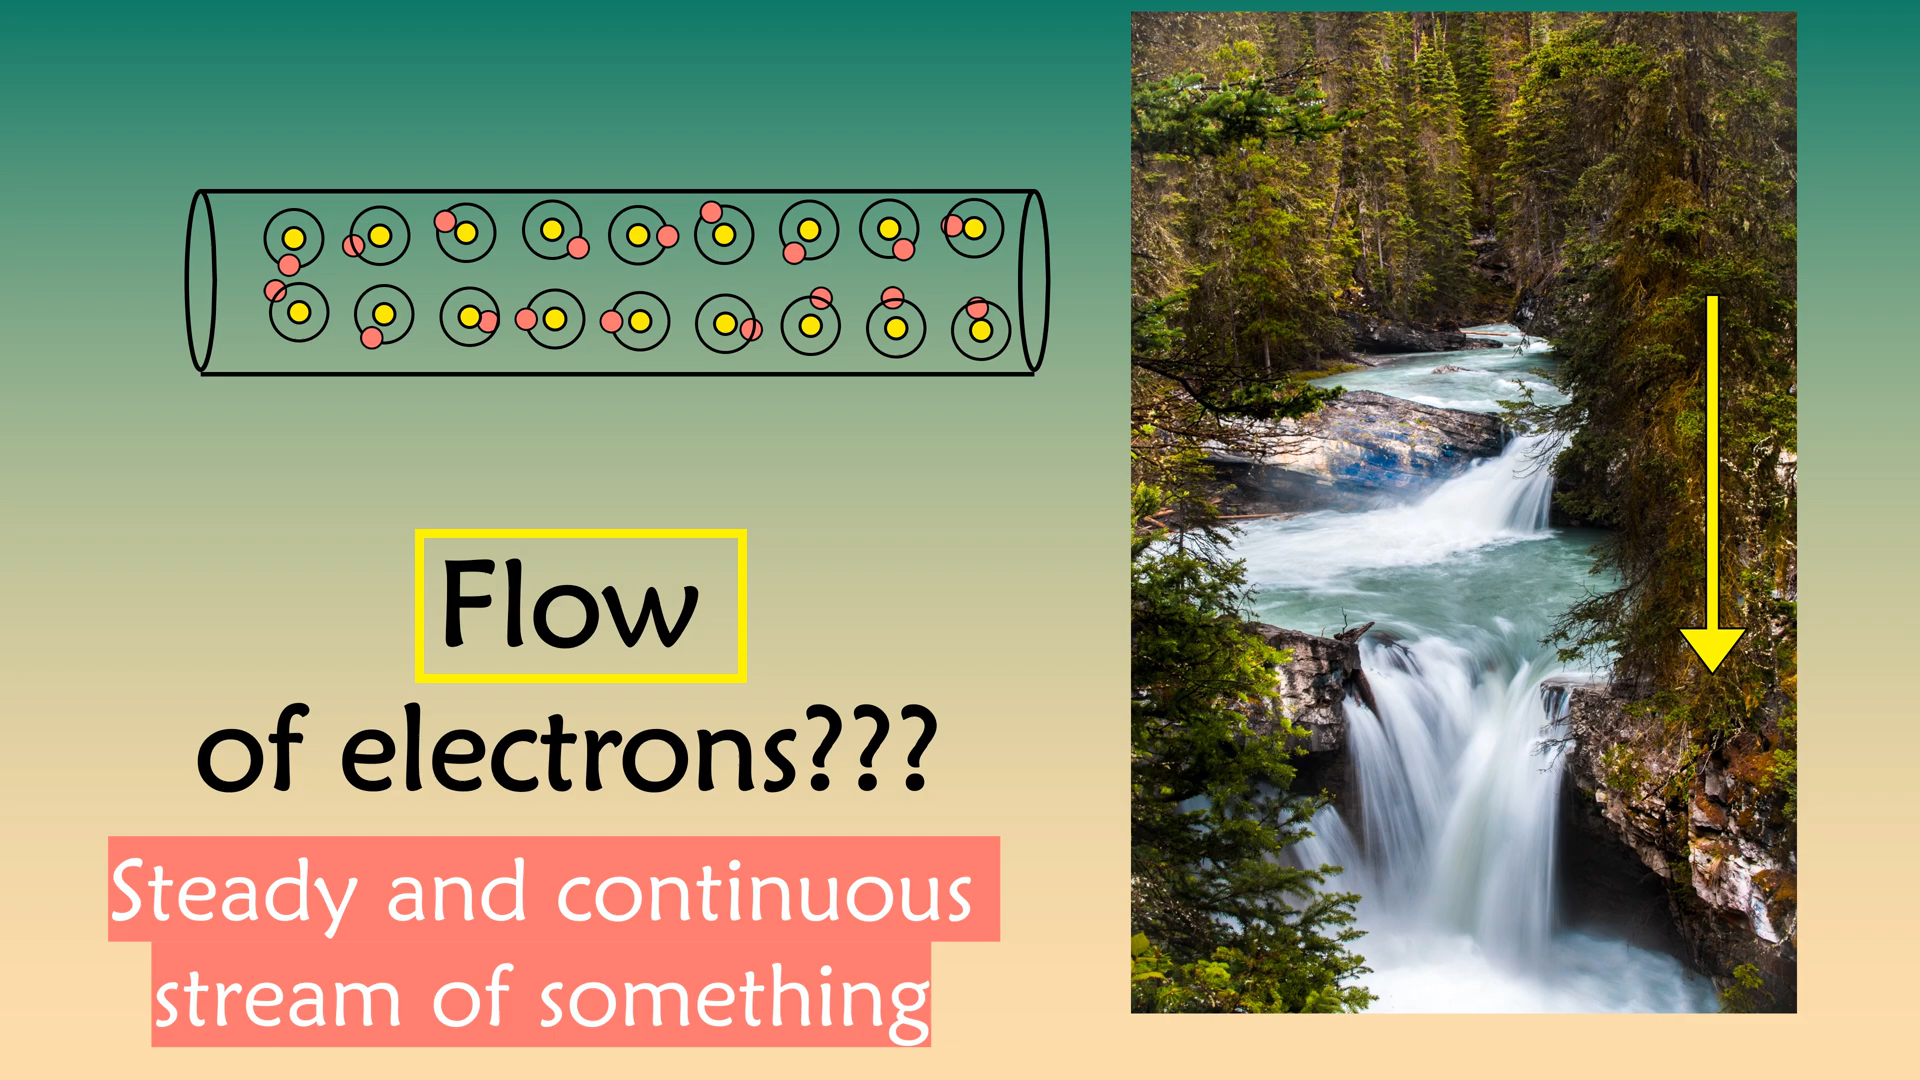 Flow
of electrons???
Steady and continuous
stream of something